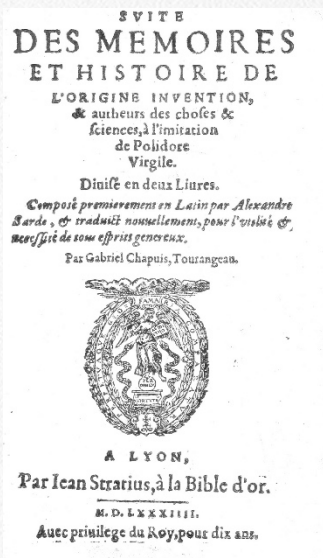 SVITE
DES MEMOIRES
ET HISTOIRE DE
L'ORIGINE INVENTION,
& autheurs des choses &
sciences, à l'imitation
de Polidore
Virgile.
Diuisé en deux Liures.
Composé premierement en Latin par Alexandre
Sarde, & traduict nouuellement, pour l'vtilité &
necessité de tous esprits genereux.
Par Gabriel Chapuis, Tourangeau.
FAMA
VIRTVTE
A LYON,
Par Iean Stratius, à la Bible d'or.
M.D.LXXXIIII.
Auec priuilege du Roy, pour dix ans.